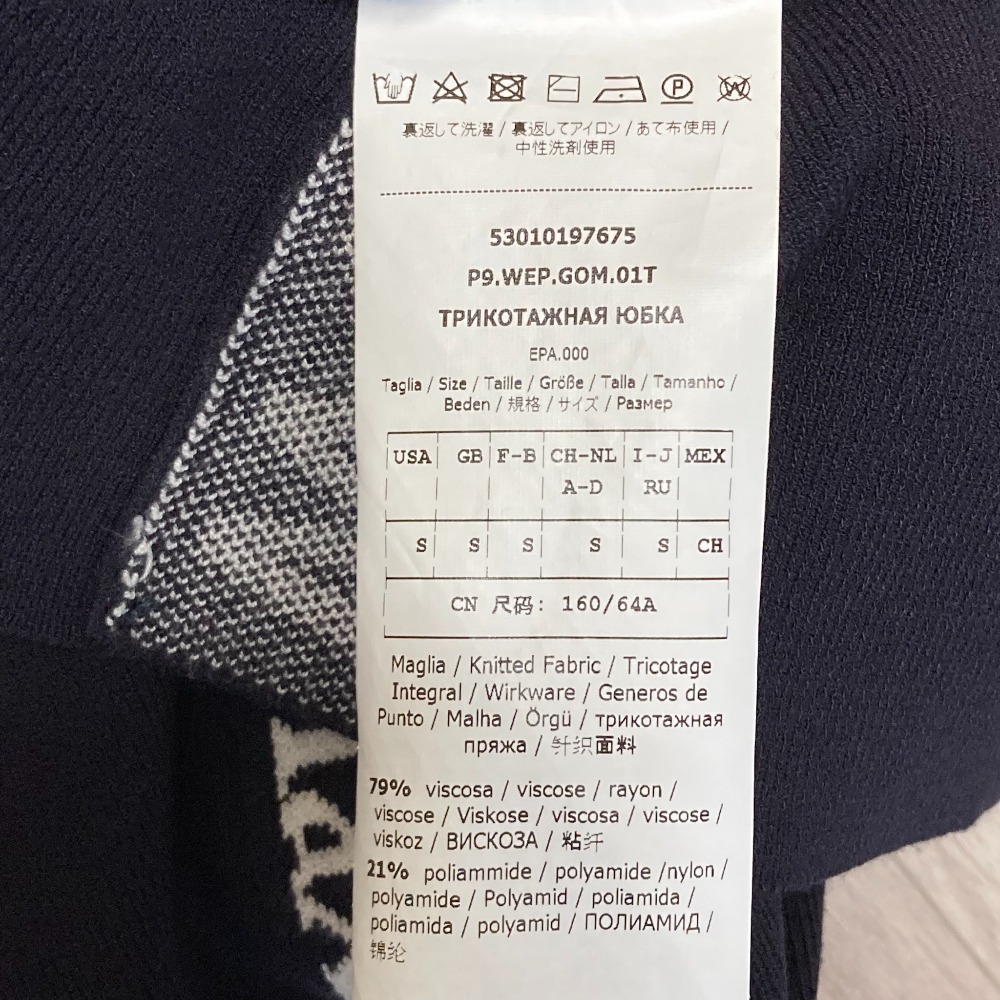 P W
裏返して洗濯 / 裏返してアイロン / あて布使用 /
中性洗剤使用
53010197675
P9.WEP.GOM.01T
ТРИКОТАЖНАЯ ЮБКА
EPA.000
Taglia / Size / Taille / Größe / Talla / Tamanho /
Beden / 規格 / サイズ / Размер
USA GB F-B CH-NL I-J MEX
A-D RU
S S S S S CH
CN 尺码: 160/64A
Maglia / Knitted Fabric / Tricotage
Integral / Wirkware / Generos de
Punto / Malha / Örgü / трикотажная
пряжа / 针织面料
79% viscosa / viscose / rayon /
viscose / Viskose / viscosa / viscose /
viskoz / ВИСКОЗА / 粘纤
21% poliammide / polyamide /nylon /
polyamide / Polyamid / poliamida /
poliamida / polyamid / ПОЛИАМИД /
锦纶